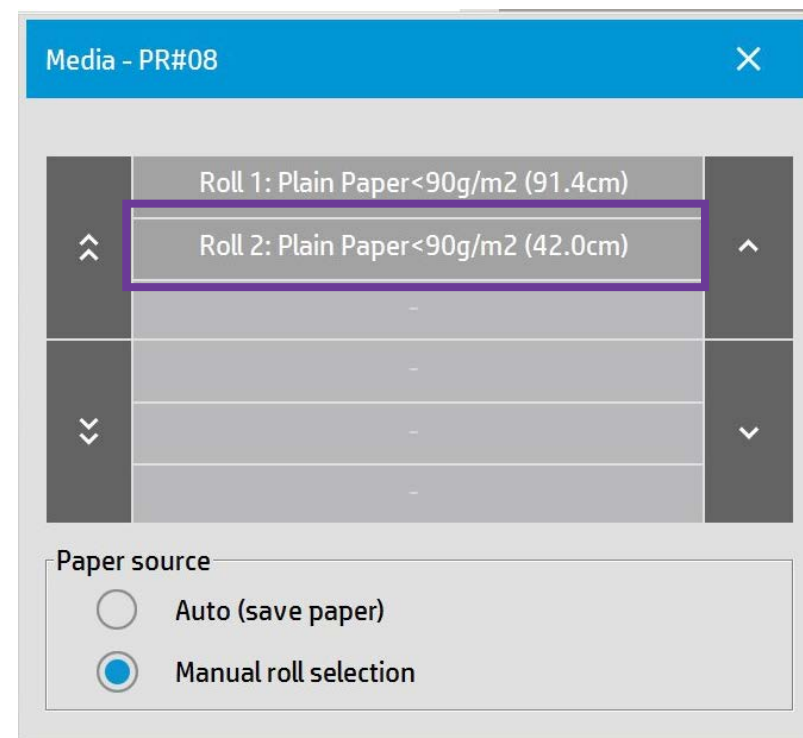 Media - PR#08
Roll 1: Plain Paper<90g/m2 (91.4cm)
Roll 2: Plain Paper<90g/m2 (42.0cm)
-
-
-
-
Paper source
Auto (save paper)
Manual roll selection